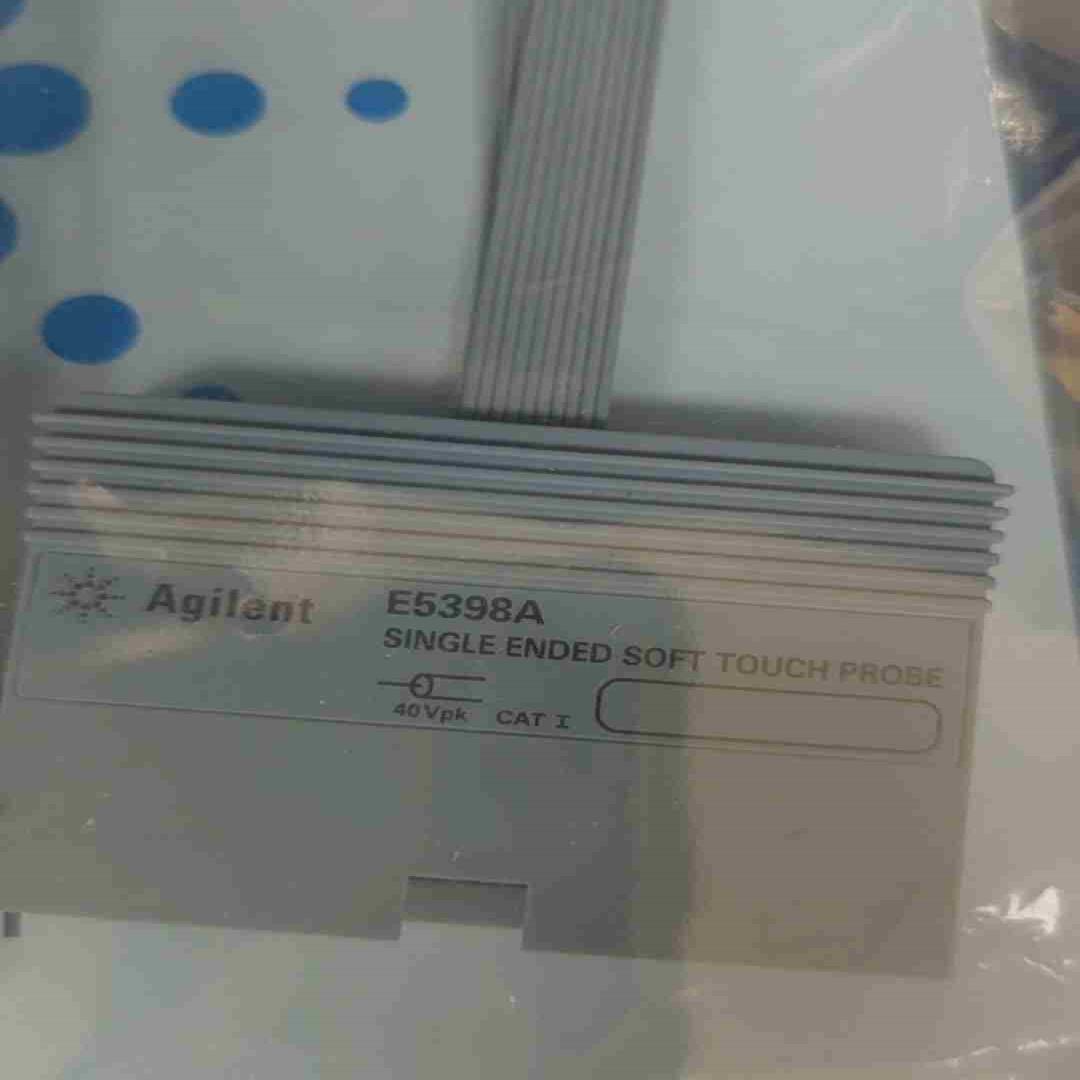 Agilent E5398A
SINGLE ENDED SOFT TOUCH PROBE
40Vpk CAT I